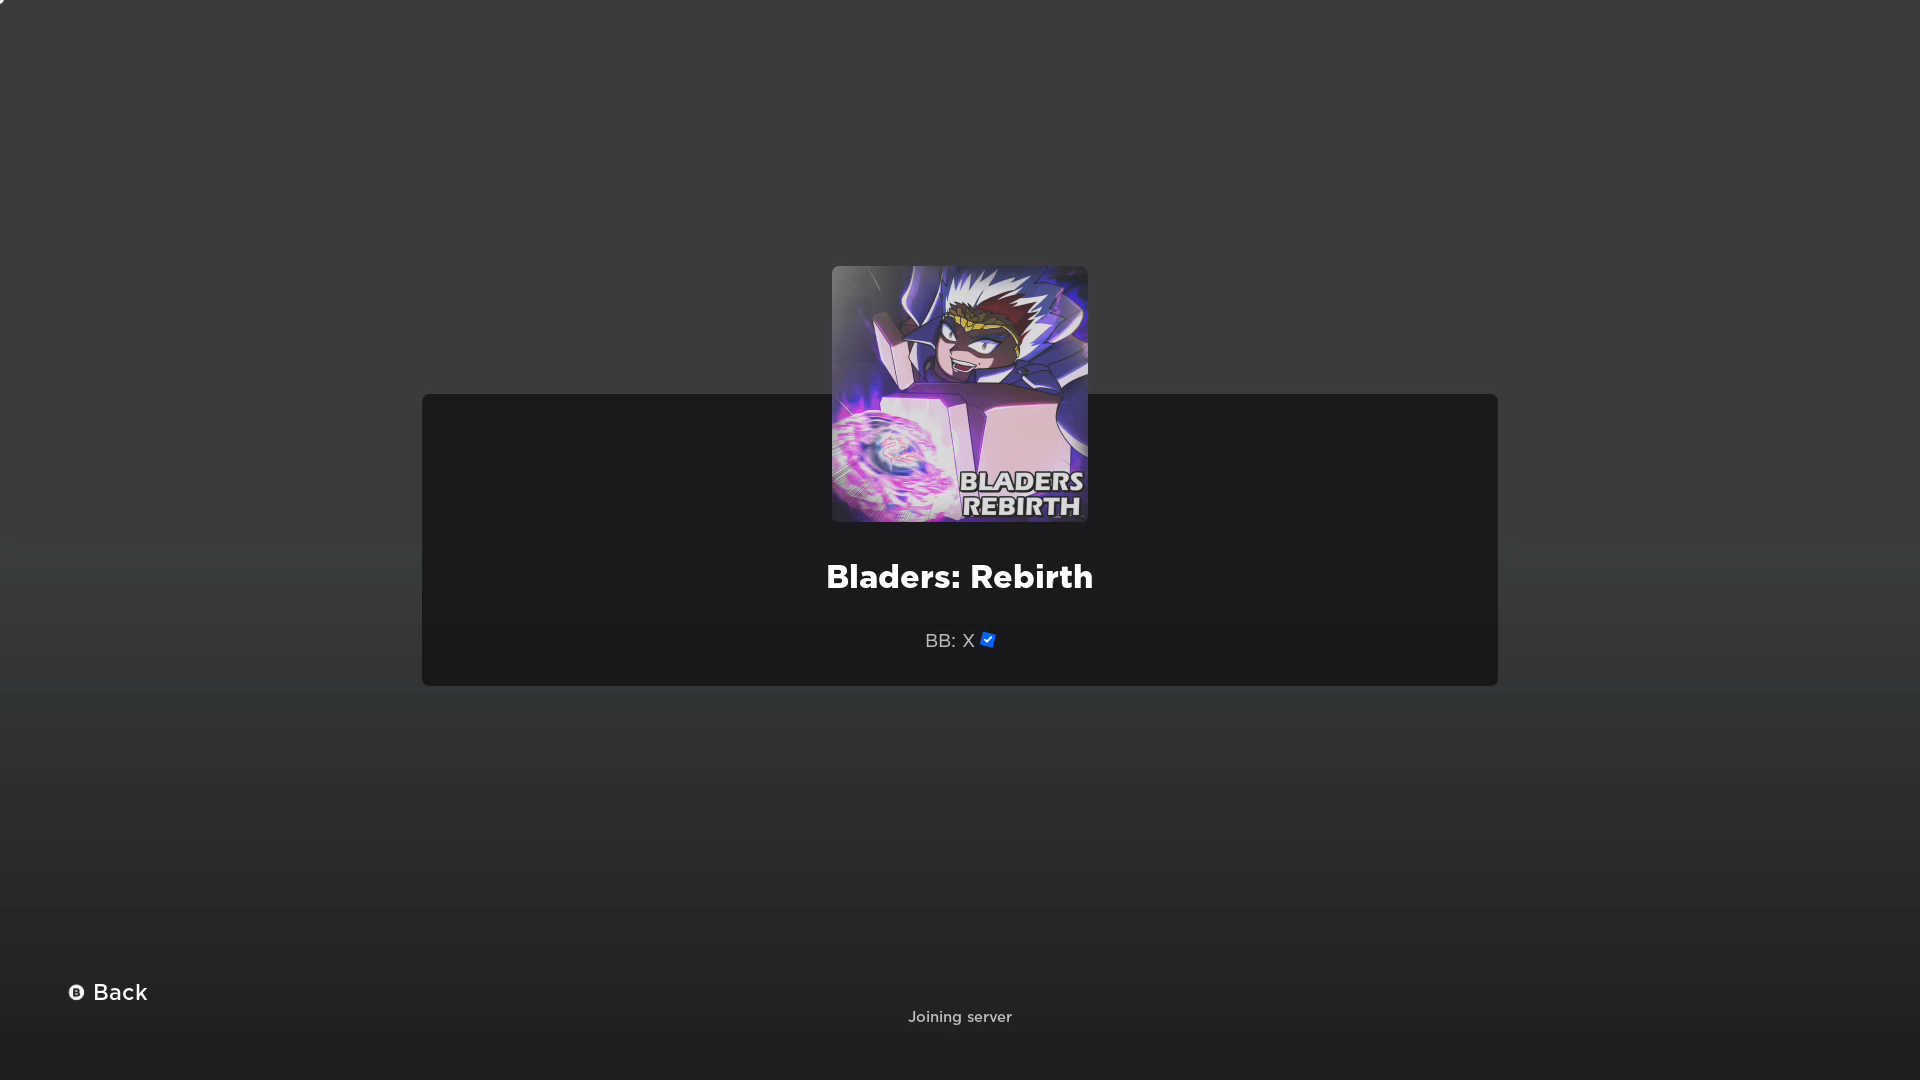 BLADERS
REBIRTH
Bladers: Rebirth
BB: X
B Back
Joining server